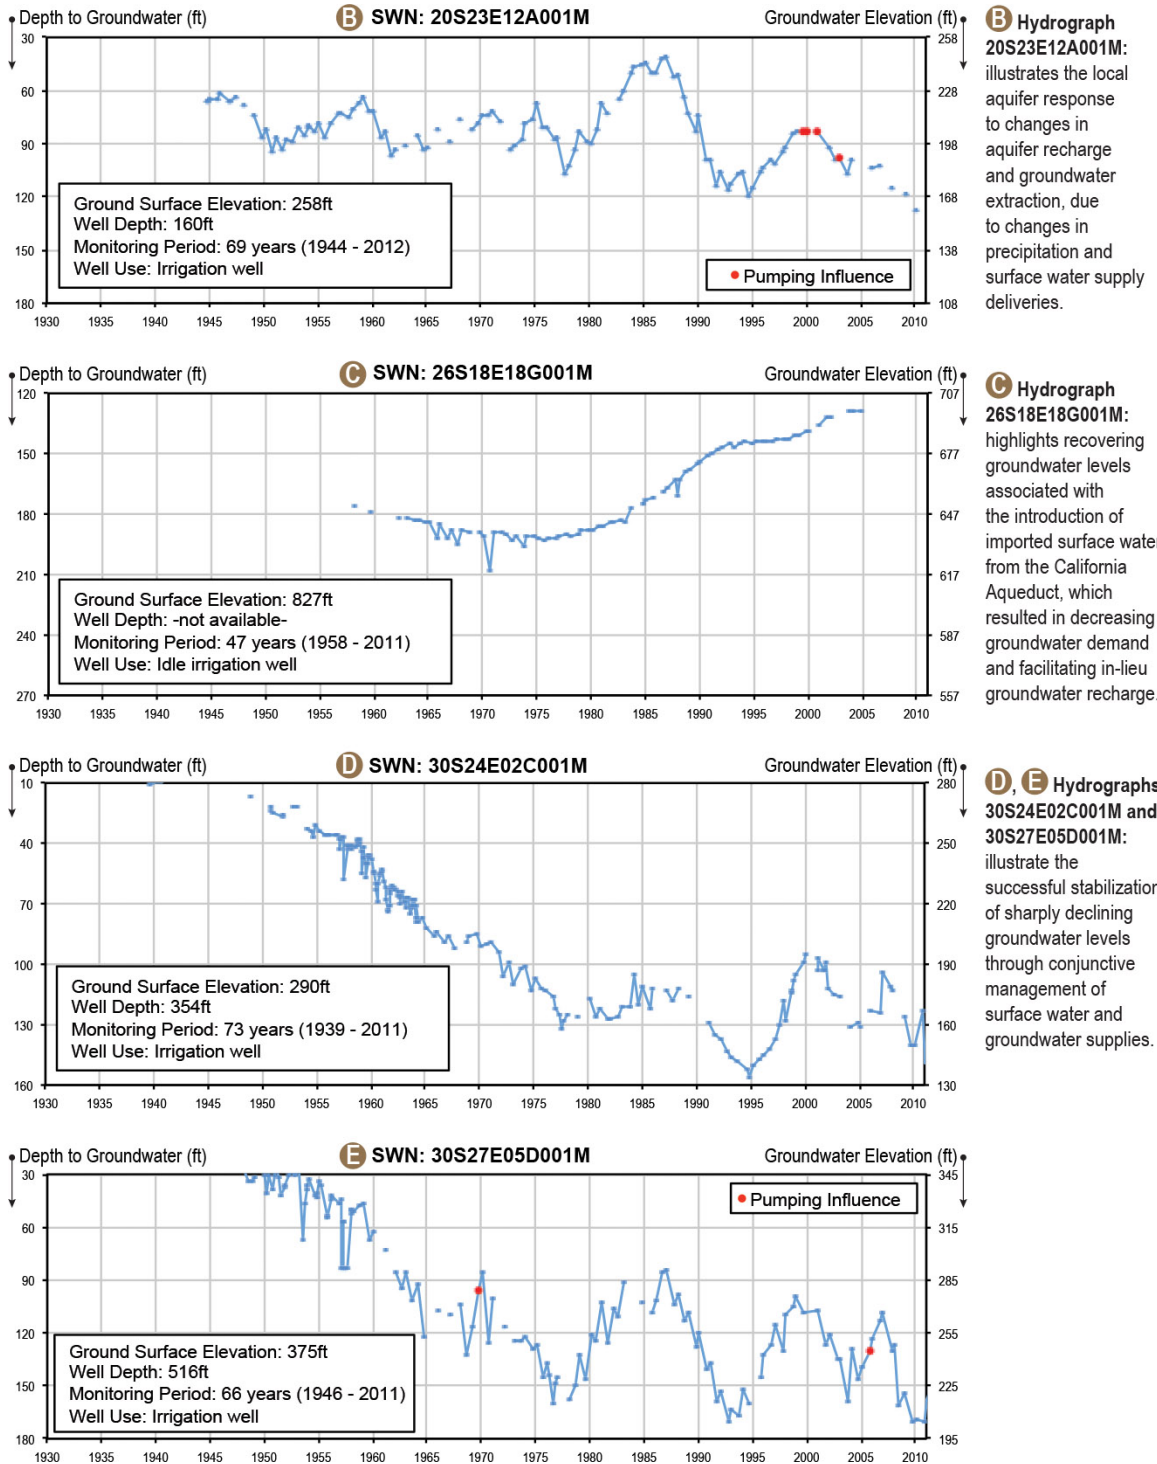 Depth to Groundwater (ft)
B SWN: 20S23E12A001M
Groundwater Elevation (ft)
30
60
90
120
150
180
258
228
198
168
138
108
Ground Surface Elevation: 258ft
Well Depth: 160ft
Monitoring Period: 69 years (1944 - 2012)
Well Use: Irrigation well
Pumping Influence
1930 1935 1940 1945 1950 1955 1960 1965 1970 1975 1980 1985 1990 1995 2000 2005 2010
B Hydrograph
20S23E12A001M:
illustrates the local
aquifer response
to changes in
aquifer recharge
and groundwater
extraction, due
to changes in
precipitation and
surface water supply
deliveries.
Depth to Groundwater (ft)
C SWN: 26S18E18G001M
Groundwater Elevation (ft)
120
150
180
210
240
270
707
677
647
617
587
557
Ground Surface Elevation: 827ft
Well Depth: -not available-
Monitoring Period: 47 years (1958 - 2011)
Well Use: Idle irrigation well
1930 1935 1940 1945 1950 1955 1960 1965 1970 1975 1980 1985 1990 1995 2000 2005 2010
C Hydrograph
26S18E18G001M:
highlights recovering
groundwater levels
associated with
the introduction of
imported surface water
from the California
Aqueduct, which
resulted in decreasing
groundwater demand
and facilitating in-lieu
groundwater recharge.
Depth to Groundwater (ft)
D SWN: 30S24E02C001M
Groundwater Elevation (ft)
10
40
70
100
130
160
280
250
220
190
160
130
Ground Surface Elevation: 290ft
Well Depth: 354ft
Monitoring Period: 73 years (1939 - 2011)
Well Use: Irrigation well
1930 1935 1940 1945 1950 1955 1960 1965 1970 1975 1980 1985 1990 1995 2000 2005 2010
D, E Hydrographs
30S24E02C001M and
30S27E05D001M:
illustrate the
successful stabilization
of sharply declining
groundwater levels
through conjunctive
management of
surface water and
groundwater supplies.
Depth to Groundwater (ft)
E SWN: 30S27E05D001M
Groundwater Elevation (ft)
30
60
90
120
150
180
345
315
285
255
225
195
Pumping Influence
Ground Surface Elevation: 375ft
Well Depth: 516ft
Monitoring Period: 66 years (1946 - 2011)
Well Use: Irrigation well
1930 1935 1940 1945 1950 1955 1960 1965 1970 1975 1980 1985 1990 1995 2000 2005 2010